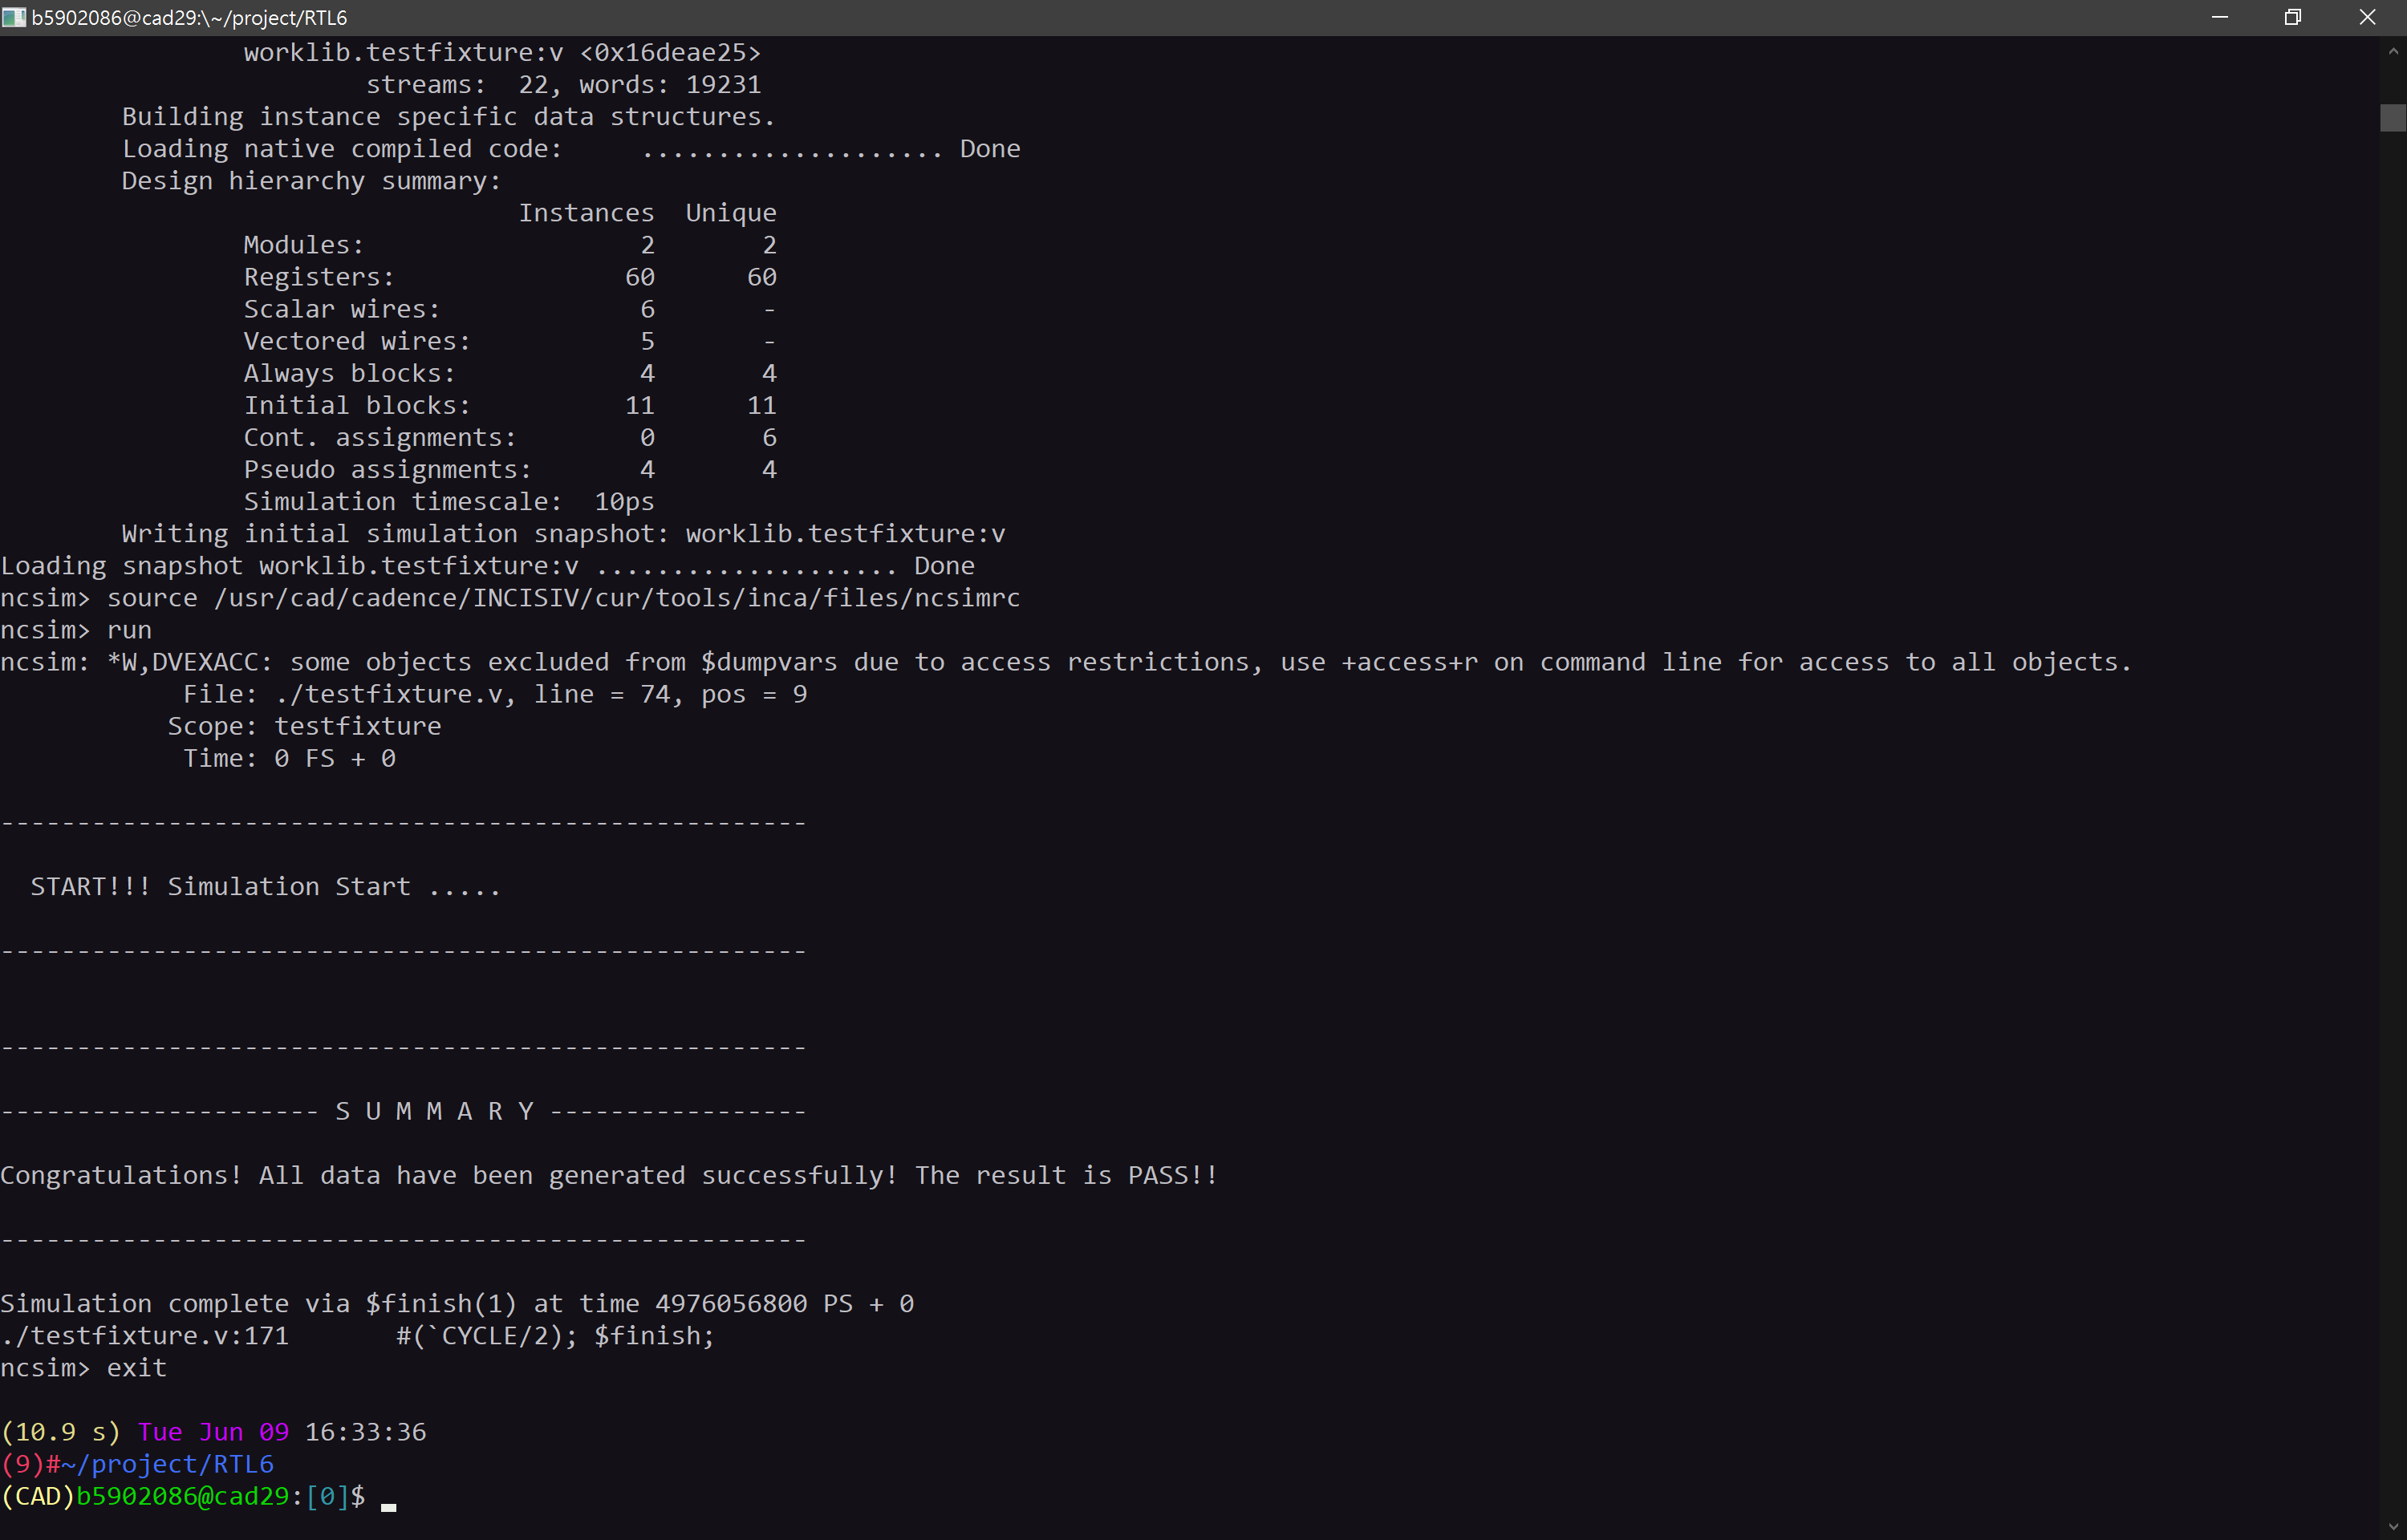 b5902086@cad29:\~/project/RTL6
worklib.testfixture:v <0x16deae25>
streams:  22, words: 19231
Building instance specific data structures.
Loading native compiled code:     .................... Done
Design hierarchy summary:
Instances  Unique
Modules:                  2       2
Registers:               60      60
Scalar wires:             6       -
Vectored wires:           5       -
Always blocks:            4       4
Initial blocks:          11      11
Cont. assignments:        0       6
Pseudo assignments:       4       4
Simulation timescale:  10ps
Writing initial simulation snapshot: worklib.testfixture:v
Loading snapshot worklib.testfixture:v .................... Done
ncsim> source /usr/cad/cadence/INCISIV/cur/tools/inca/files/ncsimrc
ncsim> run
ncsim: *W,DVEXACC: some objects excluded from $dumpvars due to access restrictions, use +access+r on command line for access to all objects.
File: ./testfixture.v, line = 74, pos = 9
Scope: testfixture
Time: 0 FS + 0
-----------------------------------------------------
START!!! Simulation Start .....
-----------------------------------------------------
-----------------------------------------------------
--------------------- S U M M A R Y -----------------
Congratulations! All data have been generated successfully! The result is PASS!!
-----------------------------------------------------
Simulation complete via $finish(1) at time 4976056800 PS + 0
./testfixture.v:171       #(`CYCLE/2); $finish;
ncsim> exit
(10.9 s) Tue Jun 09 16:33:36
(9)#~/project/RTL6
(CAD)b5902086@cad29:[0]$